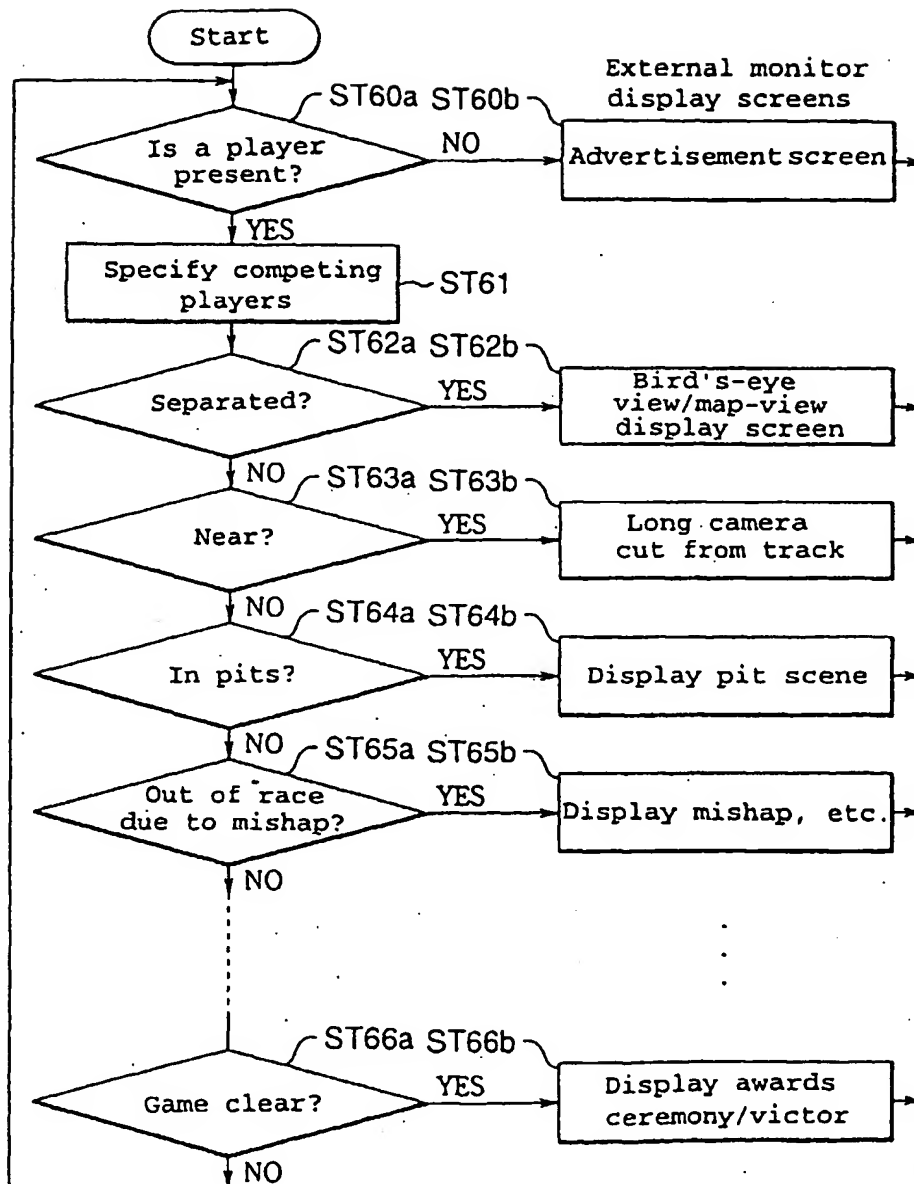 Start
External monitor
display screens
ST60a ST60b
Is a player
present?
NO
Advertisement screen
YES
Specify competing
players
ST61
ST62a ST62b
Separated?
YES
Bird's-eye
view/map-view
display screen
NO
ST63a ST63b
Near?
YES
Long camera
cut from track
NO
ST64a ST64b
In pits?
YES
Display pit scene
NO
ST65a ST65b
Out of race
due to mishap?
YES
Display mishap, etc.
NO
ST66a ST66b
Game clear?
YES
Display awards
ceremony/victor
NO